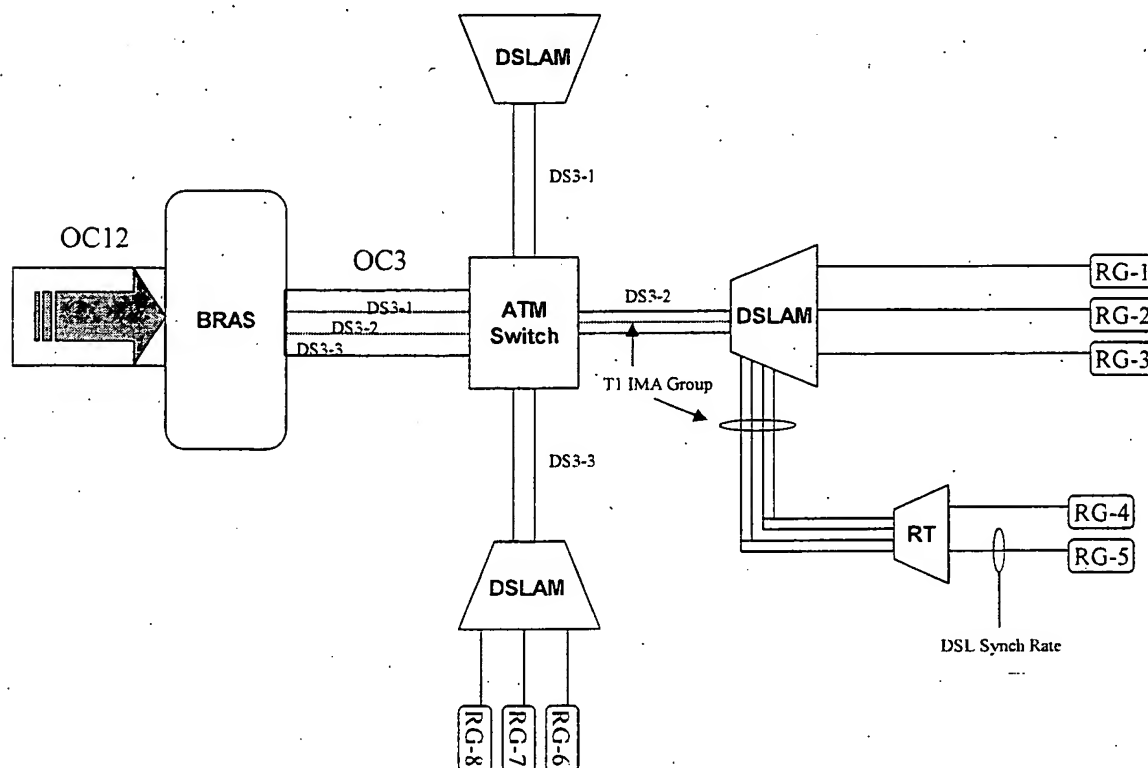 DSLAM
DS3-1
OC12
OC3
BRAS
DS3-1
DS3-2
DS3-3
ATM
Switch
DS3-2
DSLAM
RG-1
RG-2
RG-3
T1 IMA Group
DS3-3
RT
RG-4
RG-5
DSL Synch Rate
DSLAM
RG-8
RG-7
RG-6